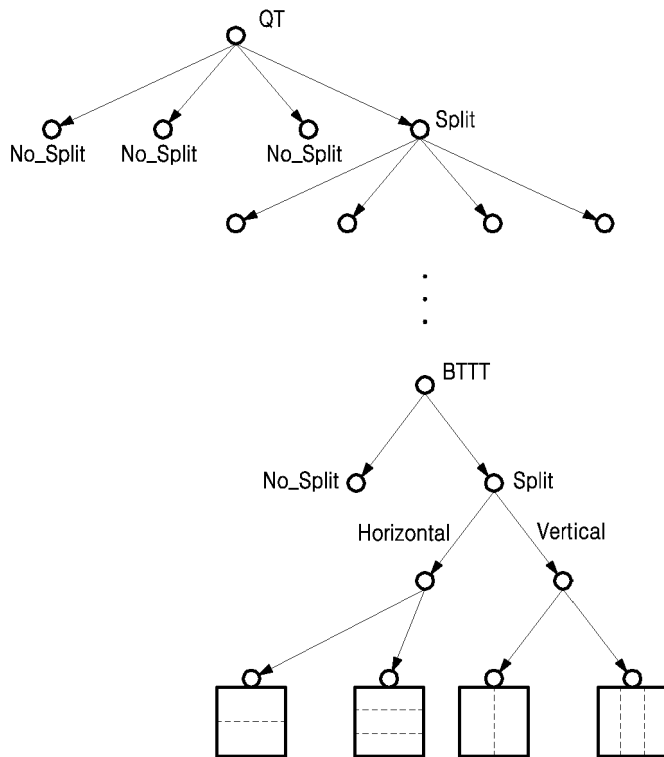 QT
Split
No_Split No_Split No_Split
BTTT
No_Split Split
Horizontal Vertical